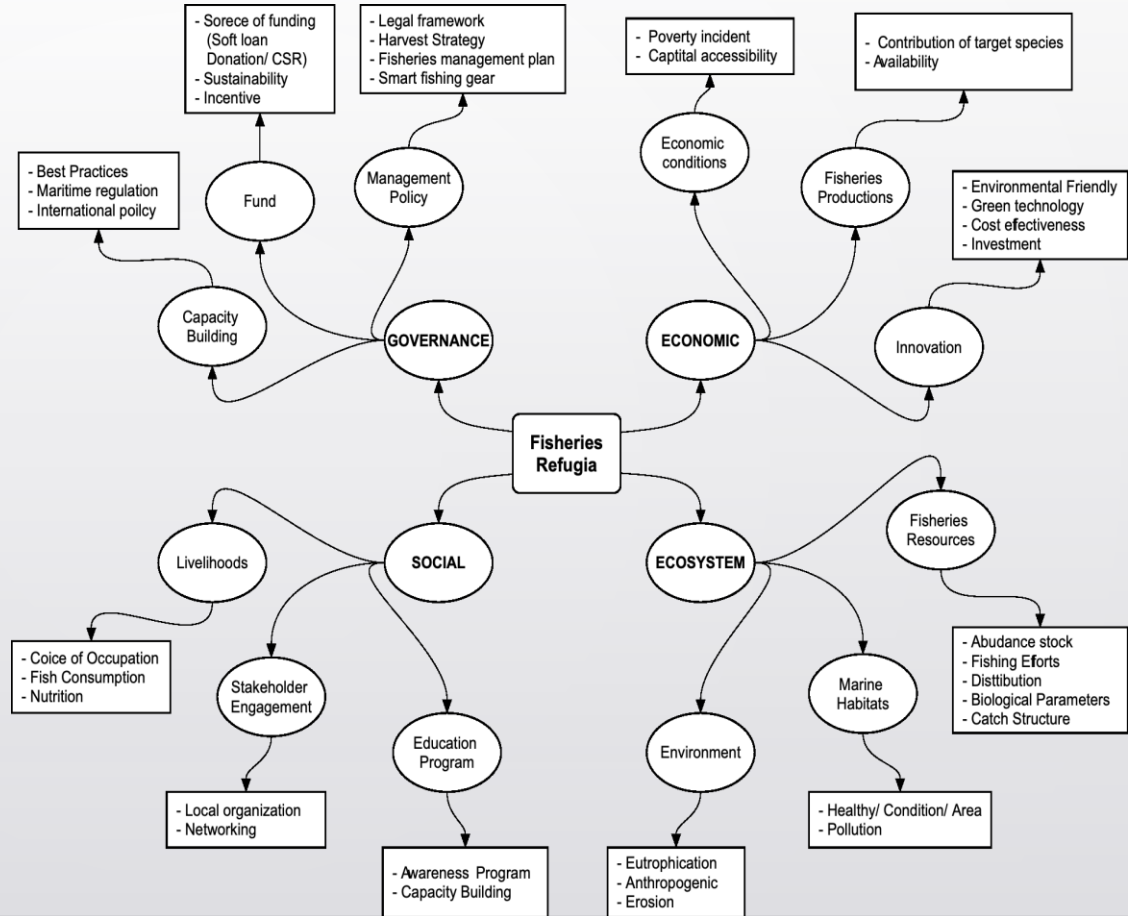 - Sorece of funding
(Soft loan
Donation/ CSR)
- Sustainability
- Incentive
- Legal framework
- Harvest Strategy
- Fisheries management plan
- Smart fishing gear
- Poverty incident
- Captital accessibility
- Contribution of target species
- Availability
- Best Practices
- Maritime regulation
- International poilcy
Fund
Management
Policy
Economic
conditions
Fisheries
Productions
- Environmental Friendly
- Green technology
- Cost efectiveness
- Investment
Capacity
Building
GOVERNANCE
ECONOMIC
Innovation
Fisheries
Refugia
Livelihoods
SOCIAL
ECOSYSTEM
Fisheries
Resources
- Coice of Occupation
- Fish Consumption
- Nutrition
Stakeholder
Engagement
Education
Program
Environment
Marine
Habitats
- Abudance stock
- Fishing Efforts
- Disttibution
- Biological Parameters
- Catch Structure
- Local organization
- Networking
- Awareness Program
- Capacity Building
- Eutrophication
- Anthropogenic
- Erosion
- Healthy/ Condition/ Area
- Pollution